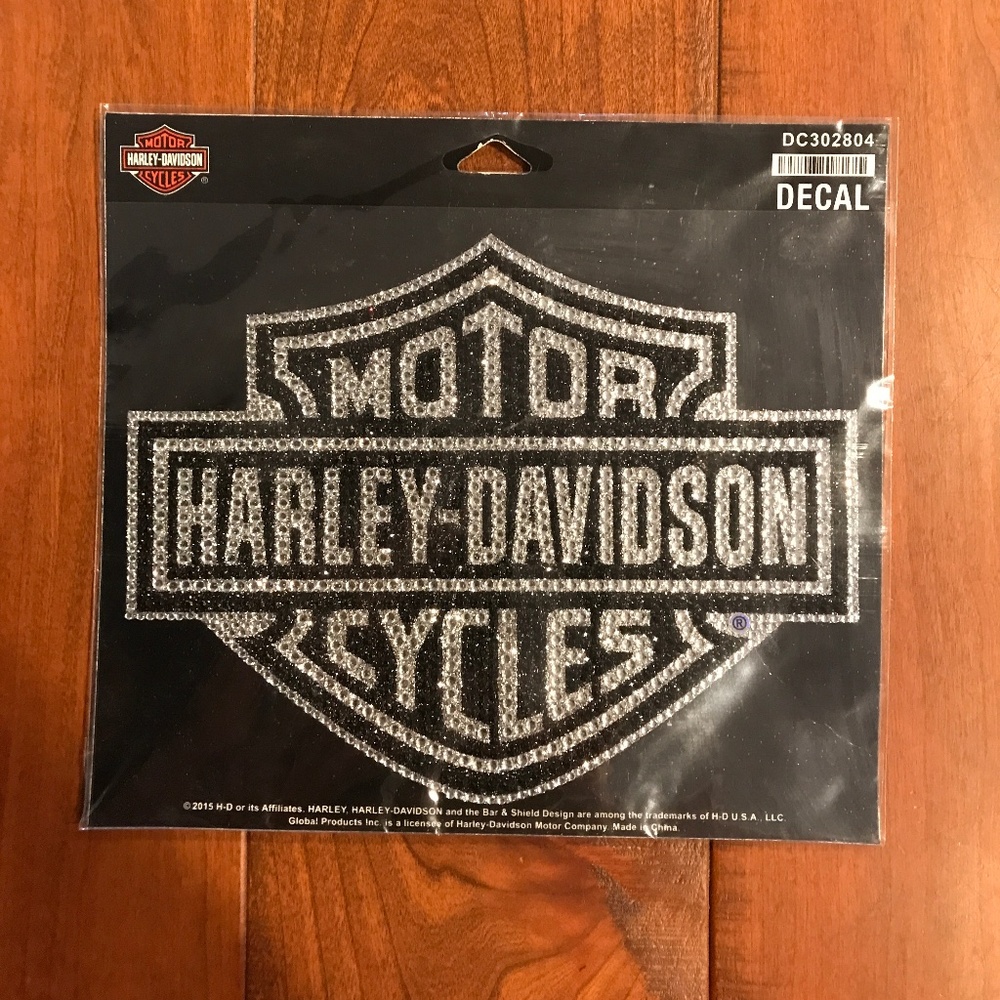 MOTOR
HARLEY-DAVIDSON
CYCLES
®
DC302804
DECAL
MOTOR
HARLEY-DAVIDSON
CYCLES
®
©2015 H-D or its Affiliates. HARLEY, HARLEY-DAVIDSON and the Bar & Shield Design are among the trademarks of H-D U.S.A., LLC.
Global Products Inc. is a licensee of Harley-Davidson Motor Company. Made in China.